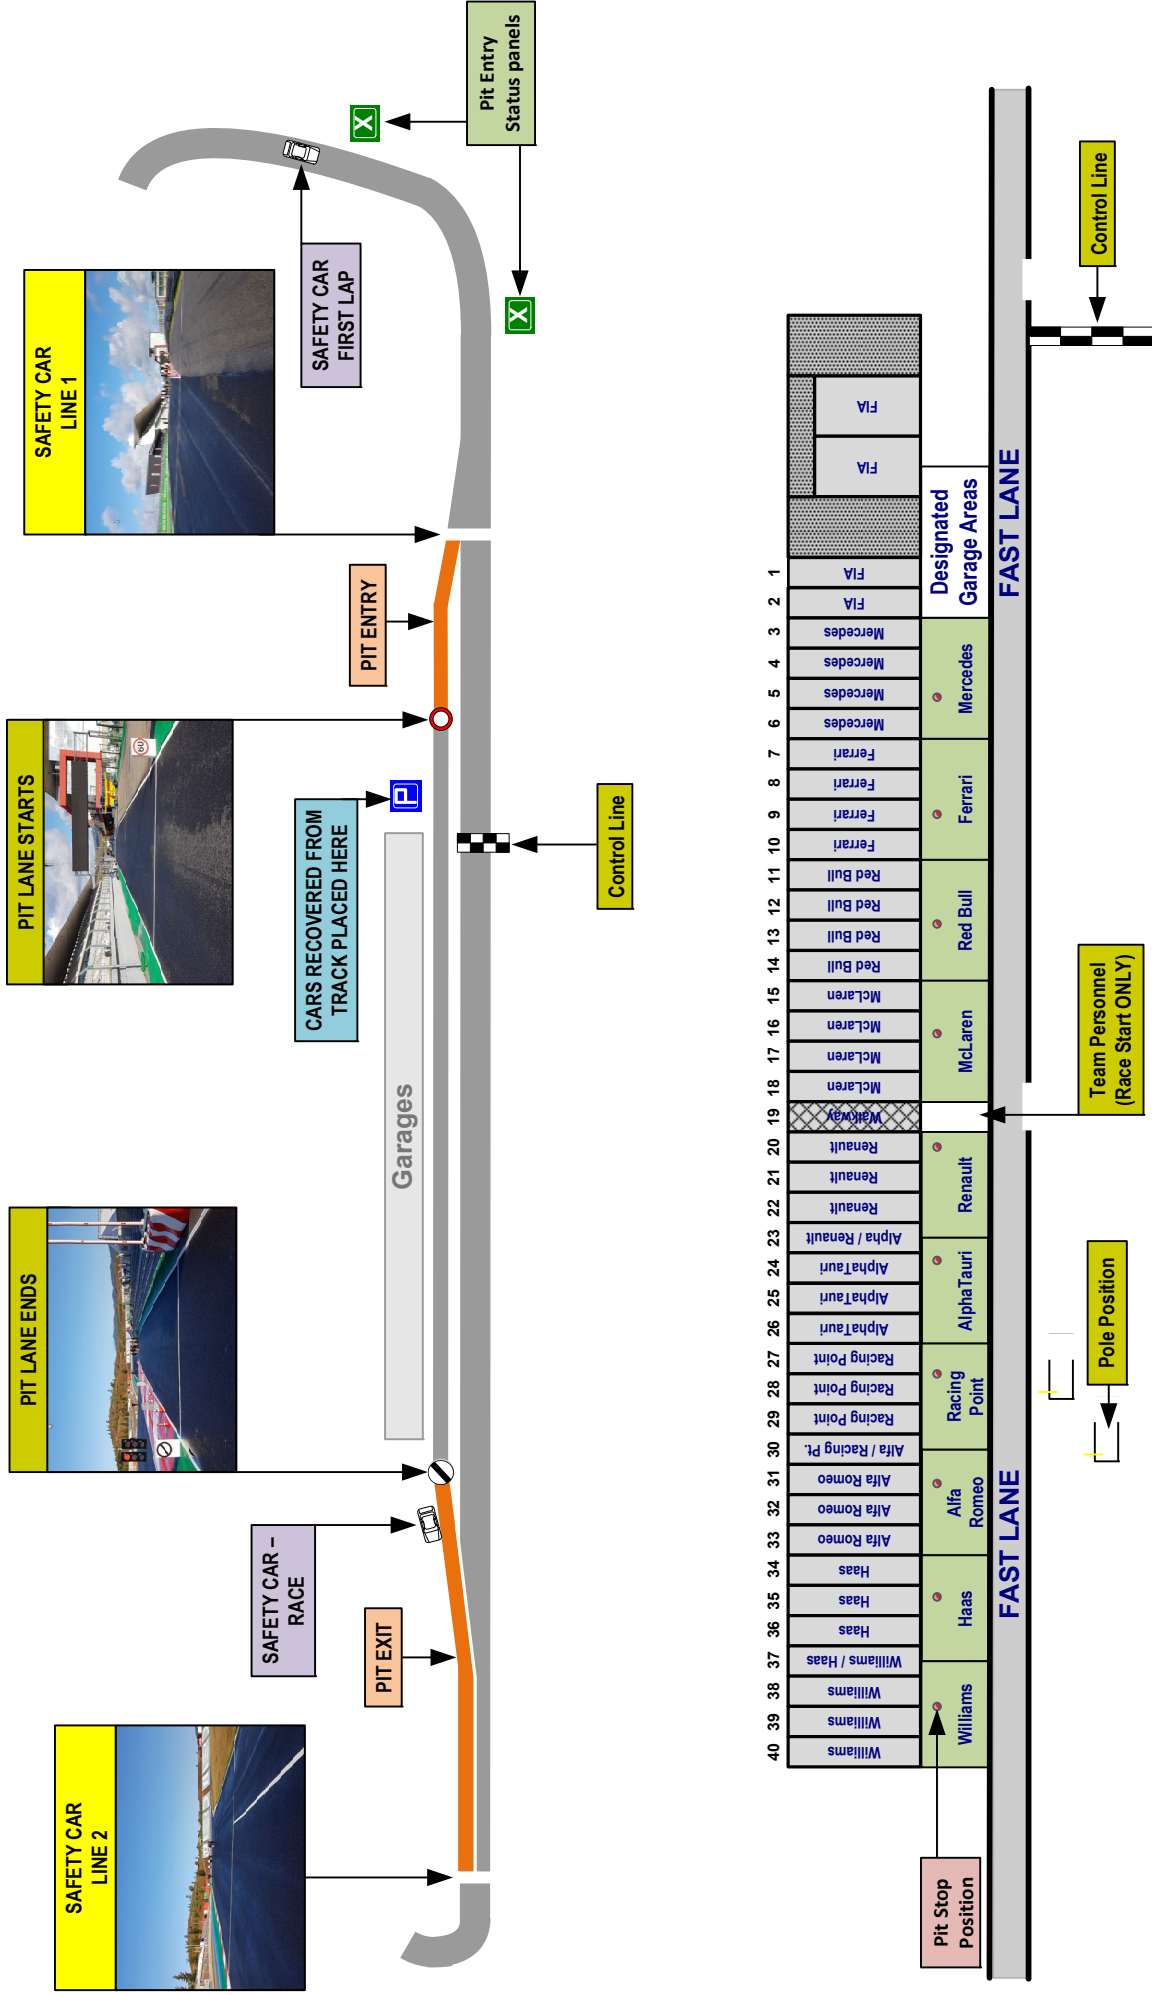 SAFETY CAR
LINE 2
PIT LANE ENDS
PIT LANE STARTS
60
SAFETY CAR
LINE 1
SAFETY CAR –
RACE
PIT EXIT
CARS RECOVERED FROM
TRACK PLACED HERE
P
PIT ENTRY
SAFETY CAR
FIRST LAP
X
X
Pit Entry
Status panels
Garages
Control Line
40
39
38
37
36
35
34
33
32
31
30
29
28
27
26
25
24
23
22
21
20
19
18
17
16
15
14
13
12
11
10
9
8
7
6
5
4
3
2
1
Williams
Williams
Williams
Williams / Haas
Haas
Haas
Haas
Alfa Romeo
Alfa Romeo
Alfa Romeo
Alfa / Racing Pt.
Racing Point
Racing Point
Racing Point
AlphaTauri
AlphaTauri
AlphaTauri
Alpha / Renault
Renault
Renault
Renault
Walkway
McLaren
McLaren
McLaren
McLaren
Red Bull
Red Bull
Red Bull
Red Bull
Ferrari
Ferrari
Ferrari
Ferrari
Mercedes
Mercedes
Mercedes
Mercedes
FIA
FIA
FIA
FIA
Pit Stop
Position
Williams
Haas
Alfa
Romeo
Racing
Point
AlphaTauri
Renault
McLaren
Red Bull
Ferrari
Mercedes
Designated
Garage Areas
FAST LANE
FAST LANE
Pole Position
Team Personnel
(Race Start ONLY)
Control Line